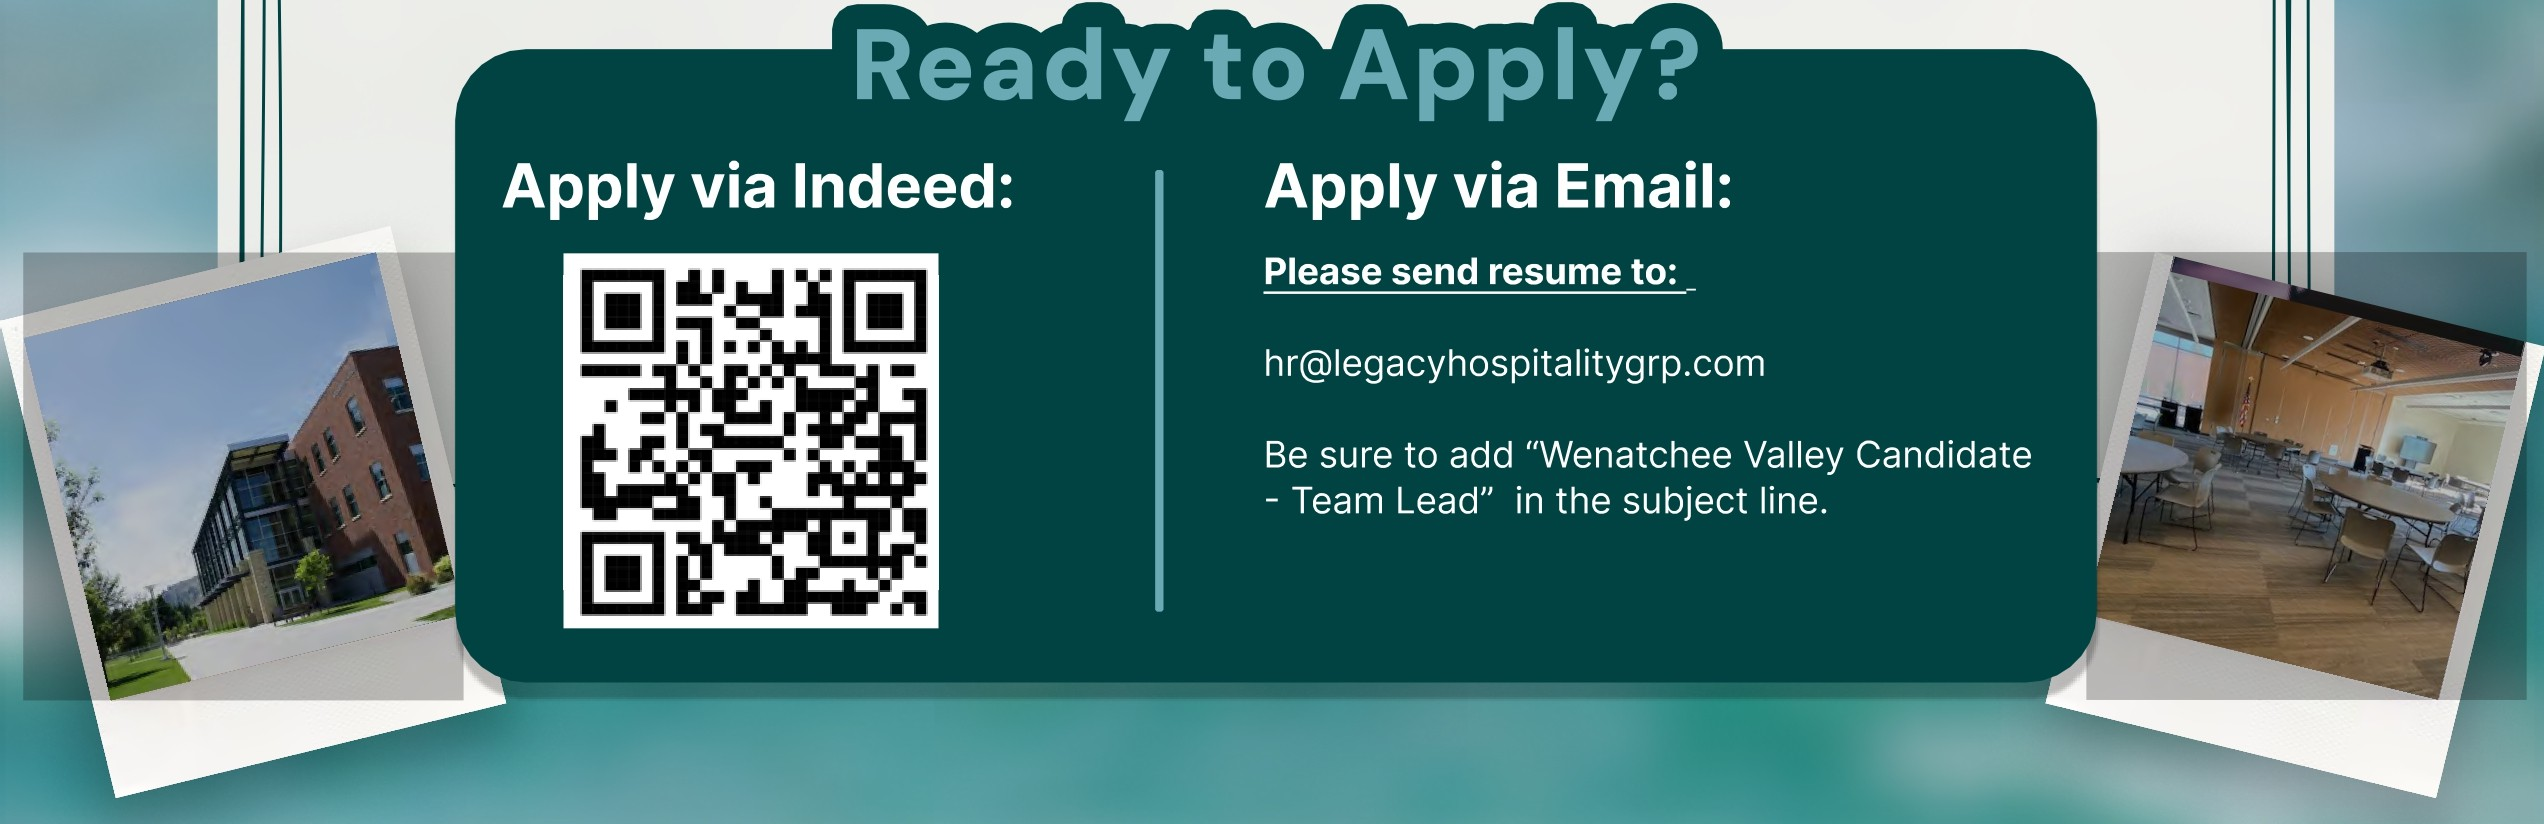 Ready to Apply?
Apply via Indeed:
Apply via Email:
Please send resume to:
hr@legacyhospitalitygrp.com
Be sure to add “Wenatchee Valley Candidate
- Team Lead”  in the subject line.